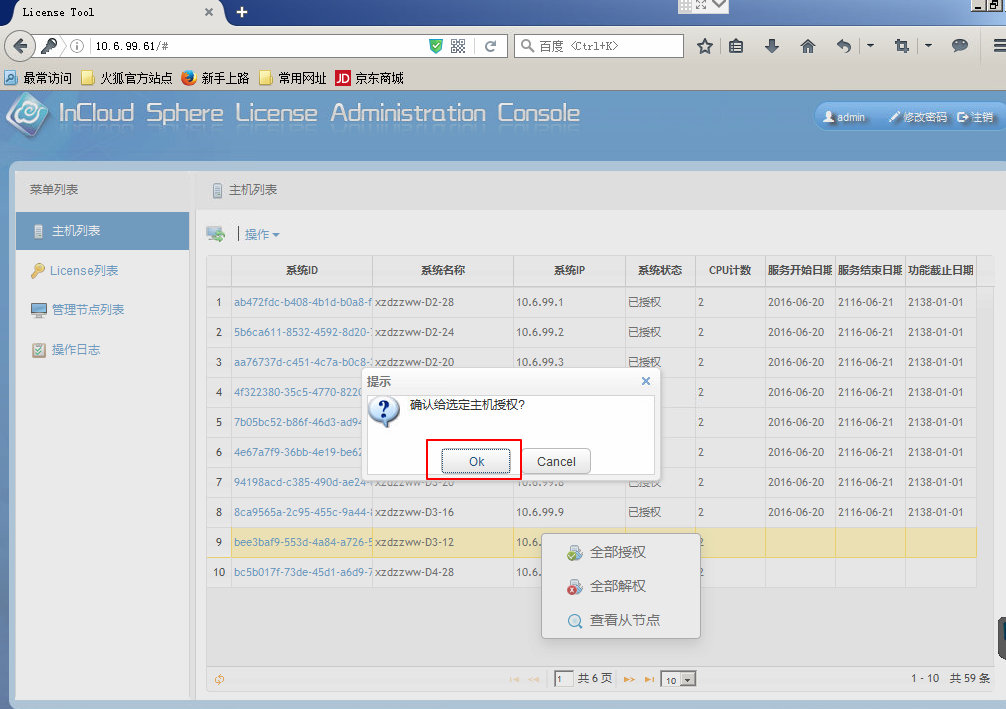 License Tool
10.6.99.61/#
百度 <Ctrl+K>
最常访问 火狐官方站点 新手上路 常用网址 JD 京东商城
InCloud Sphere License Administration Console
admin 修改密码 注销
菜单列表
主机列表
License列表
管理节点列表
操作日志
主机列表
操作
系统ID 系统名称 系统IP 系统状态 CPU计数 服务开始日期 服务结束日期 功能截止日期
1 ab472fdc-b408-4b1d-b0a8-f xzdzzww-D2-28 10.6.99.1 已授权 2 2016-06-20 2116-06-21 2138-01-01
2 5b6ca611-8532-4592-8d20- xzdzzww-D2-24 10.6.99.2 已授权 2 2016-06-20 2116-06-21 2138-01-01
3 aa76737d-c451-4c7a-b0c8- xzdzzww-D2-20 10.6.99.3 已授权 2 2016-06-20 2116-06-21 2138-01-01
4 4f322380-35c5-4770-8220 2 2016-06-20 2116-06-21 2138-01-01
5 7b05bc52-b86f-46d3-ad94 2 2016-06-20 2116-06-21 2138-01-01
6 4e67a7f9-36bb-4e19-be62 2 2016-06-20 2116-06-21 2138-01-01
7 94198acd-c385-490d-ae24- xzdzzww-D3-20 10.6.99.8 已授权 2 2016-06-20 2116-06-21 2138-01-01
8 8ca9565a-2c95-455c-9a44- xzdzzww-D3-16 10.6.99.9 已授权 2 2016-06-20 2116-06-21 2138-01-01
9 bee3baf9-553d-4a84-a726-5 xzdzzww-D3-12 10.6. 2
10 bc5b017f-73de-45d1-a6d9-7 xzdzzww-D4-28 10.6. 2
提示
确认给选定主机授权?
Ok Cancel
全部授权
全部解权
查看从节点
1 共 6 页 10 1 - 10 共 59 条